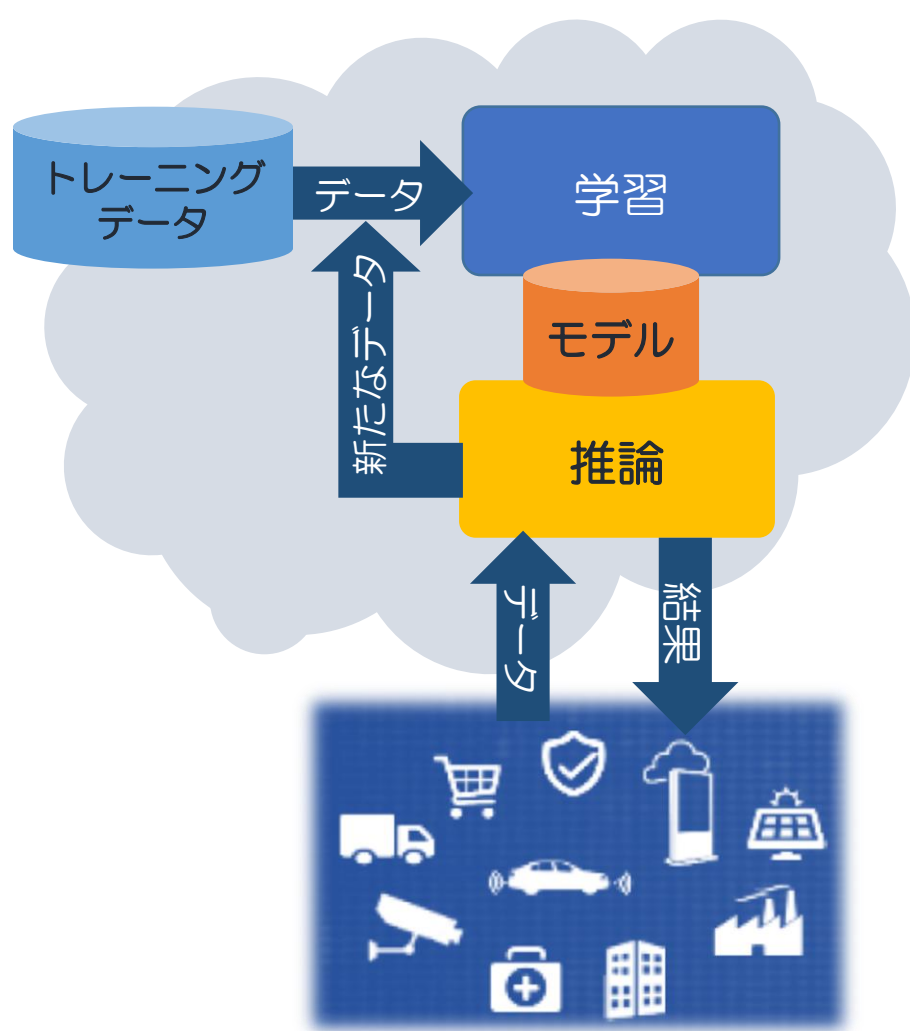 トレーニング
データ
データ
学習
新たなデータ
モデル
推論
データ
結果